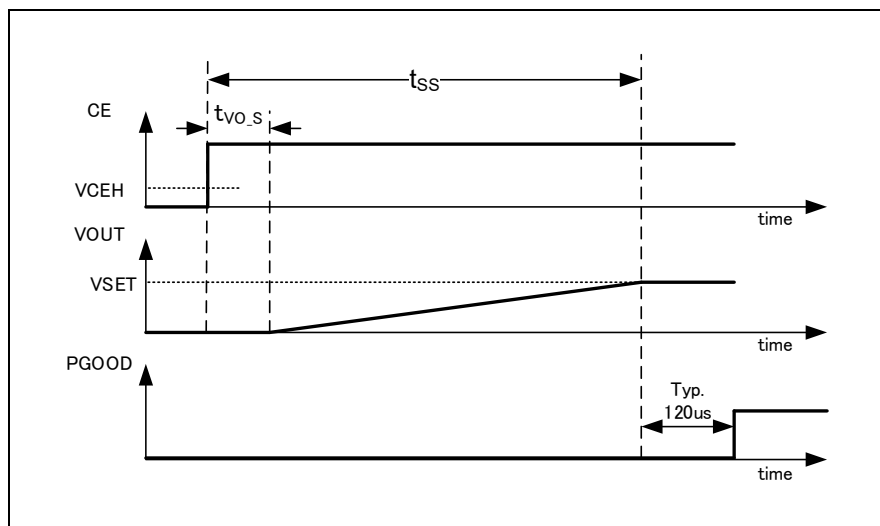 tSS
CE
tVO_S
VCEH
time
VOUT
VSET
time
PGOOD
Typ.
120us
time